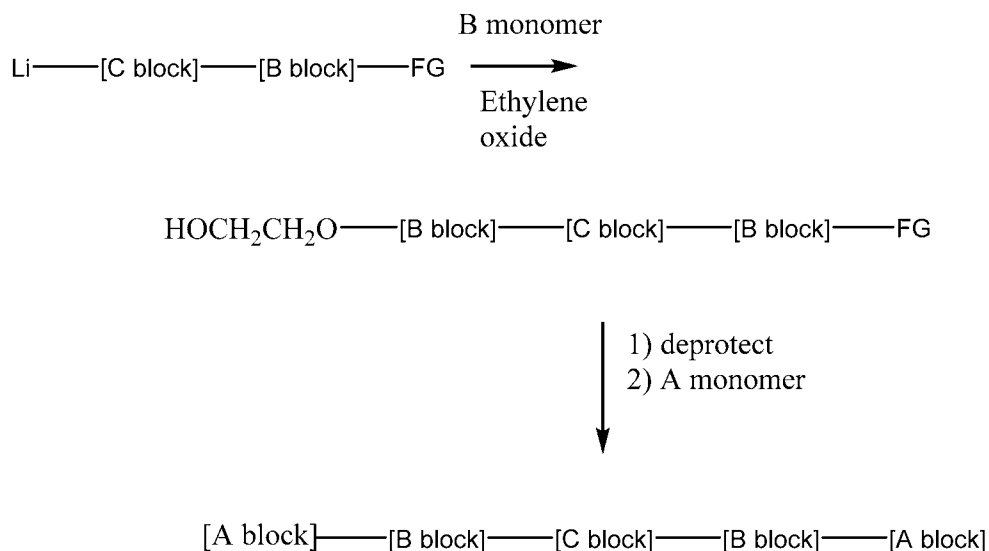 B monomer
Li—[C block]—[B block]—FG
Ethylene
oxide
HOCH₂CH₂O—[B block]—[C block]—[B block]—FG
1) deprotect
2) A monomer
[A block]—[B block]—[C block]—[B block]—[A block]